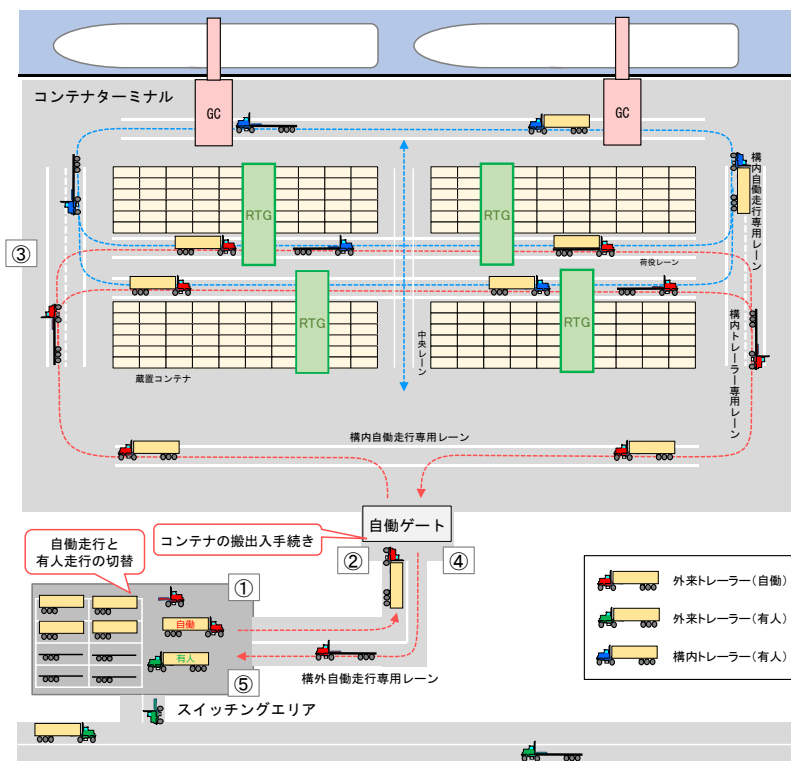 コンテナターミナル
GC
GC
RTG
RTG
構内自働走行専用レーン
③
荷役レーン
RTG
RTG
中央レーン
構内トレーラー専用レーン
蔵置コンテナ
構内自働走行専用レーン
自働ゲート
コンテナの搬出入手続き
自働走行と
有人走行の切替
②
④
①
自働
有人
⑤
構外自働走行専用レーン
スイッチングエリア
外来トレーラー(自働)
外来トレーラー(有人)
構内トレーラー(有人)